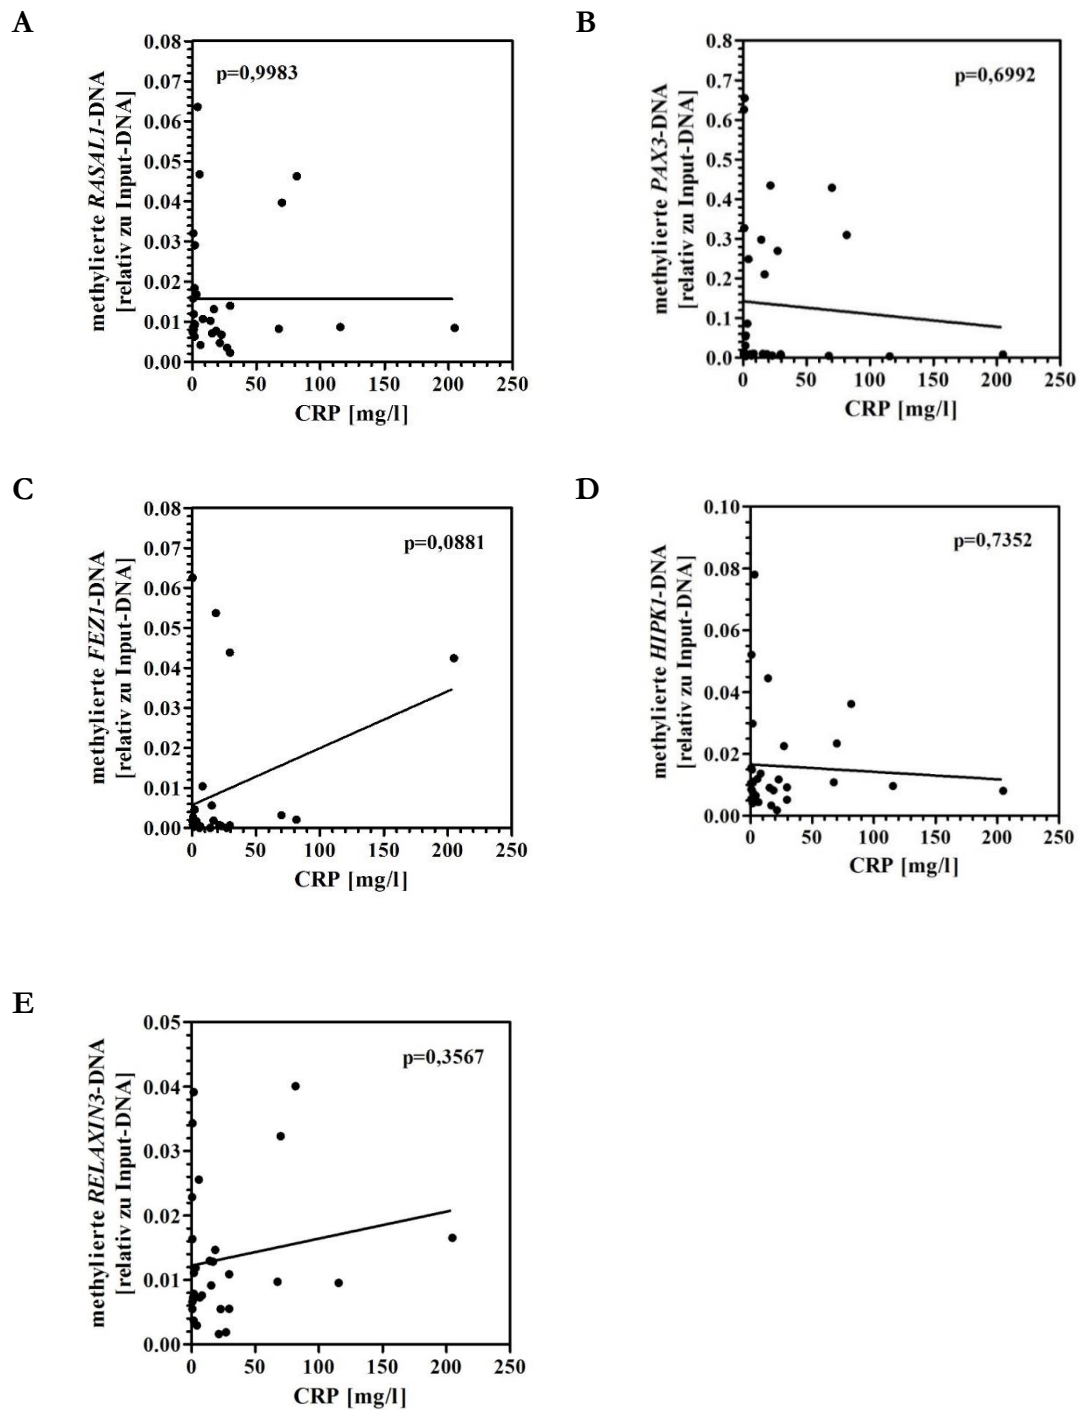 A
methylierte RASAL1-DNA
[relativ zu Input-DNA]
0.08
0.07
0.06
0.05
0.04
0.03
0.02
0.01
0.00
p=0,9983
0 50 100 150 200 250
CRP [mg/l]
B
methylierte PAX3-DNA
[relativ zu Input-DNA]
0.8
0.7
0.6
0.5
0.4
0.3
0.2
0.1
0.0
p=0,6992
0 50 100 150 200 250
CRP [mg/l]
C
methylierte FEZ1-DNA
[relativ zu Input-DNA]
0.08
0.07
0.06
0.05
0.04
0.03
0.02
0.01
0.00
p=0,0881
0 50 100 150 200 250
CRP [mg/l]
D
methylierte HIPK1-DNA
[relativ zu Input-DNA]
0.10
0.08
0.06
0.04
0.02
0.00
p=0,7352
0 50 100 150 200 250
CRP [mg/l]
E
methylierte RELAXIN3-DNA
[relativ zu Input-DNA]
0.05
0.04
0.03
0.02
0.01
0.00
p=0,3567
0 50 100 150 200 250
CRP [mg/l]